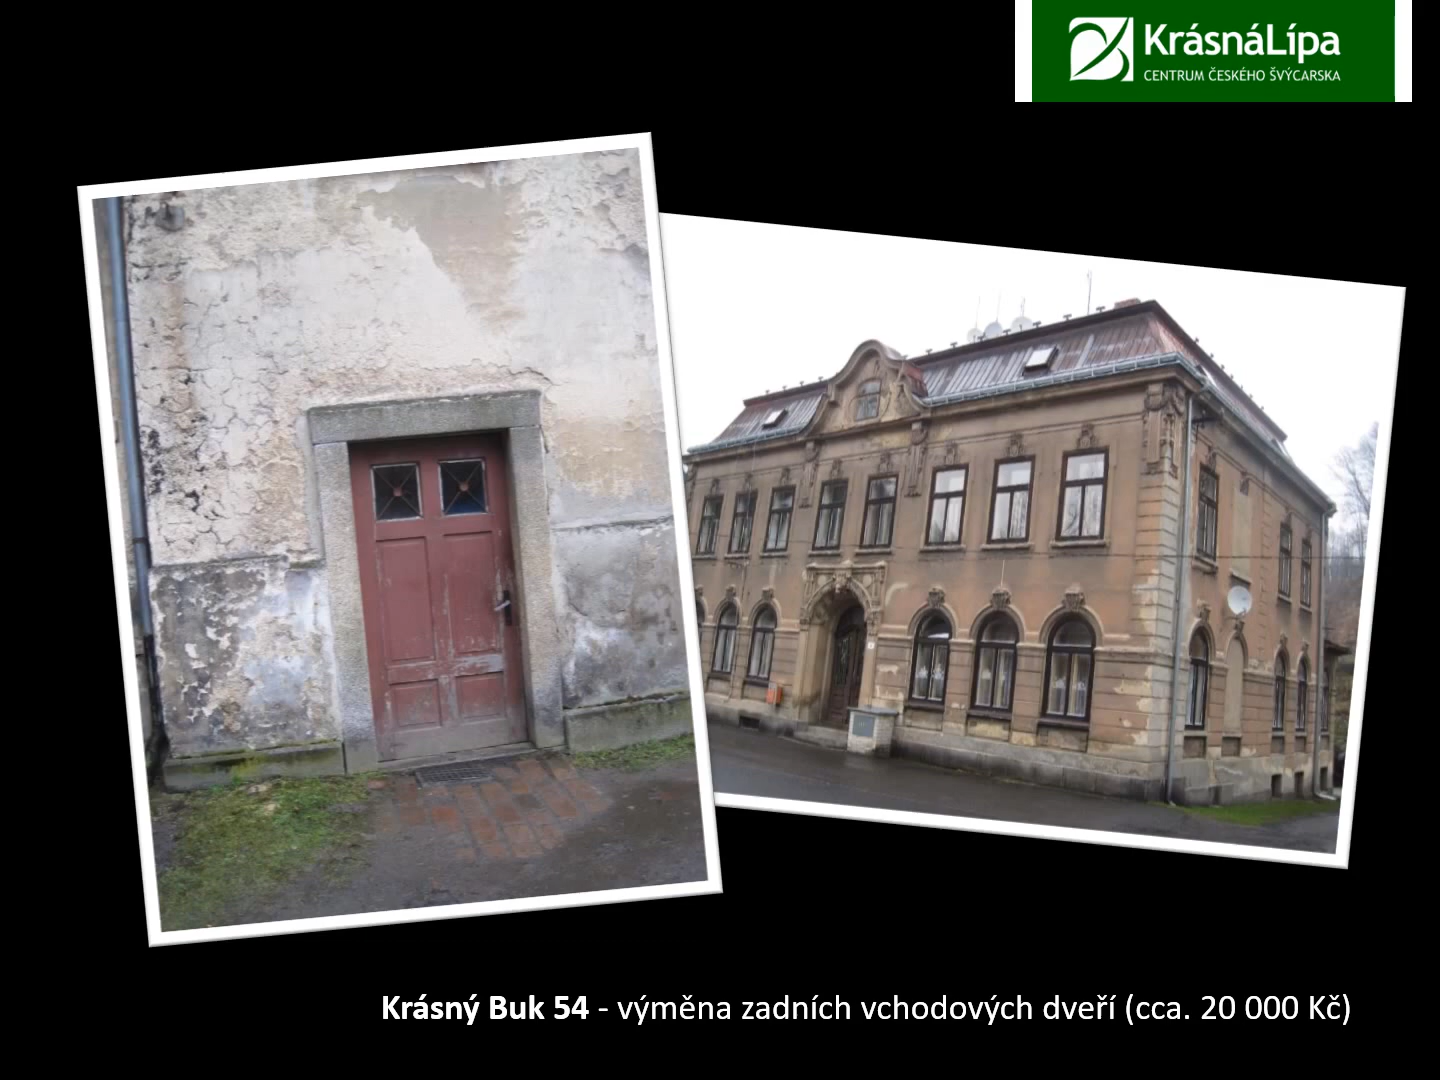 KrásnáLípa
CENTRUM ČESKÉHO ŠVÝCARSKA
Krásný Buk 54 - výměna zadních vchodových dveří (cca. 20 000 Kč)